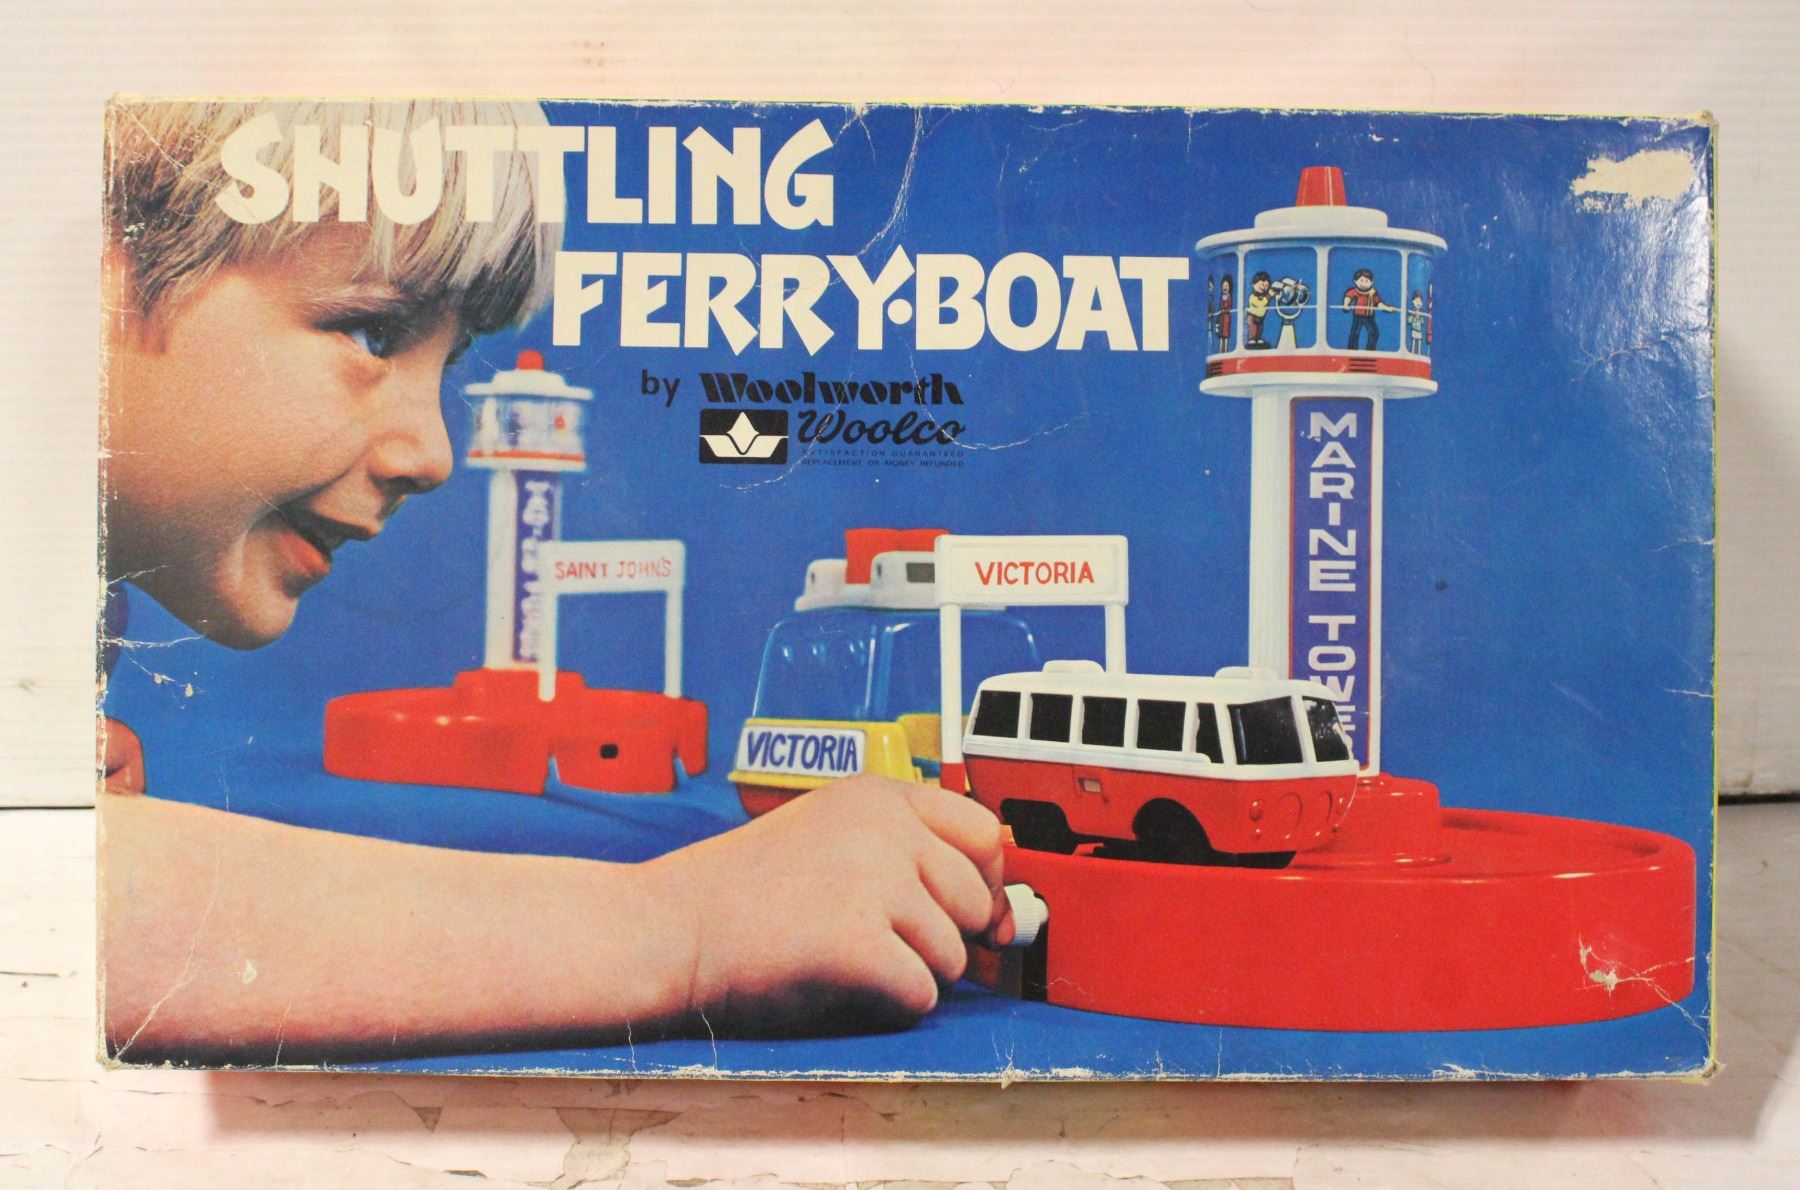 SHUTTLING
FERRY·BOAT
by Woolworth
Woolco
SATISFACTION GUARANTEED
REPLACEMENT OR MONEY REFUNDED
SAINT JOHN'S
VICTORIA
VICTORIA
MARINE TOWE